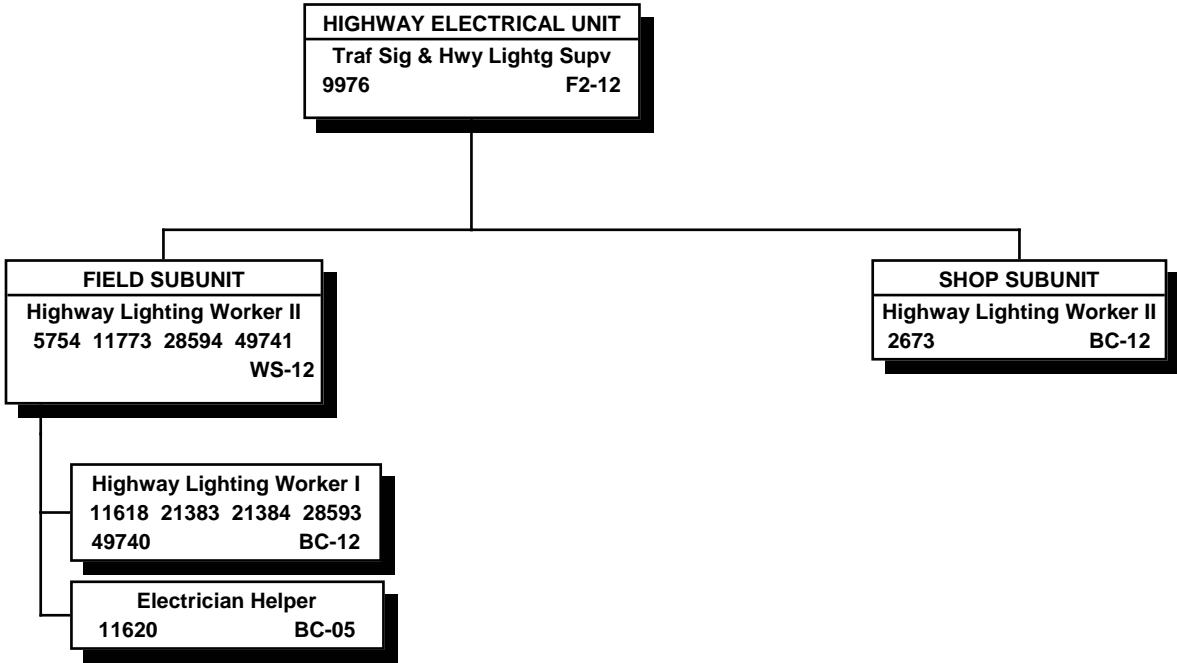 HIGHWAY ELECTRICAL UNIT
Traf Sig & Hwy Lightg Supv
9976 F2-12
FIELD SUBUNIT
Highway Lighting Worker II
5754 11773 28594 49741
WS-12
SHOP SUBUNIT
Highway Lighting Worker II
2673 BC-12
Highway Lighting Worker I
11618 21383 21384 28593
49740 BC-12
Electrician Helper
11620 BC-05